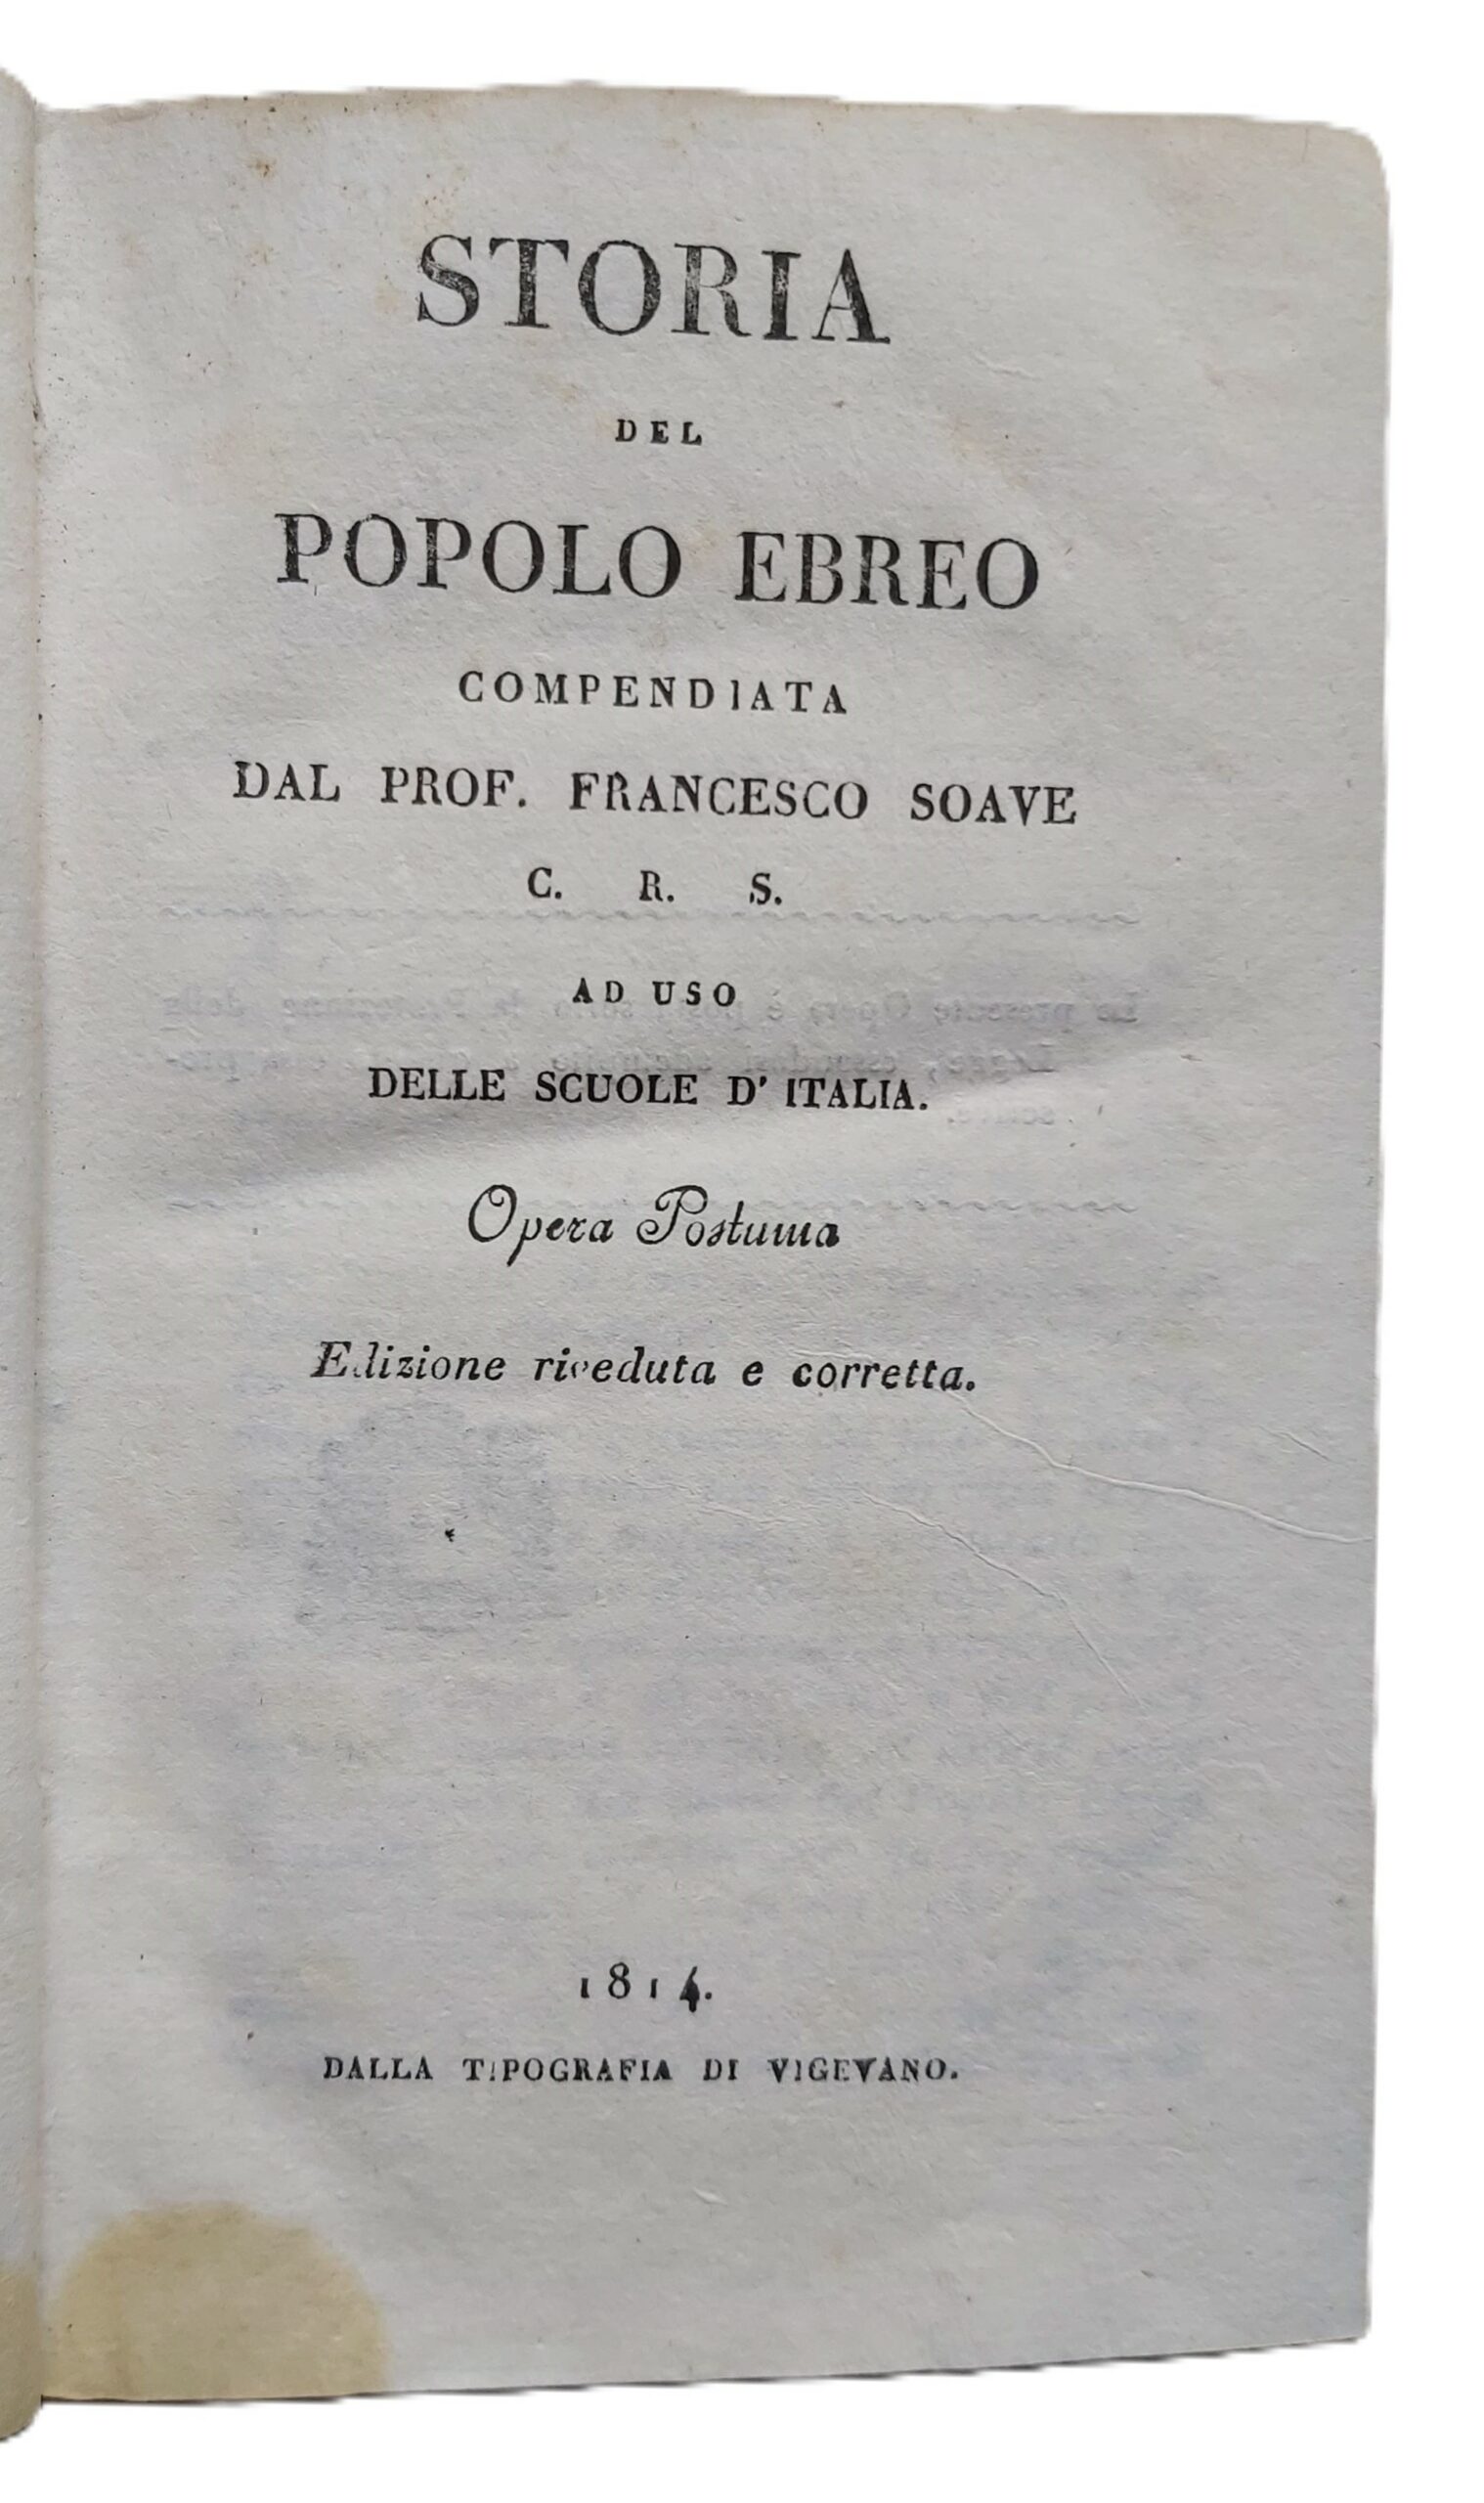 STORIA
DEL
POPOLO EBREO
COMPENDIATA
DAL PROF. FRANCESCO SOAVE
C. R. S.
AD USO
DELLE SCUOLE D' ITALIA.
Opera Postuma
Edizione riveduta e corretta.
1814.
DALLA TIPOGRAFIA DI VIGEVANO.